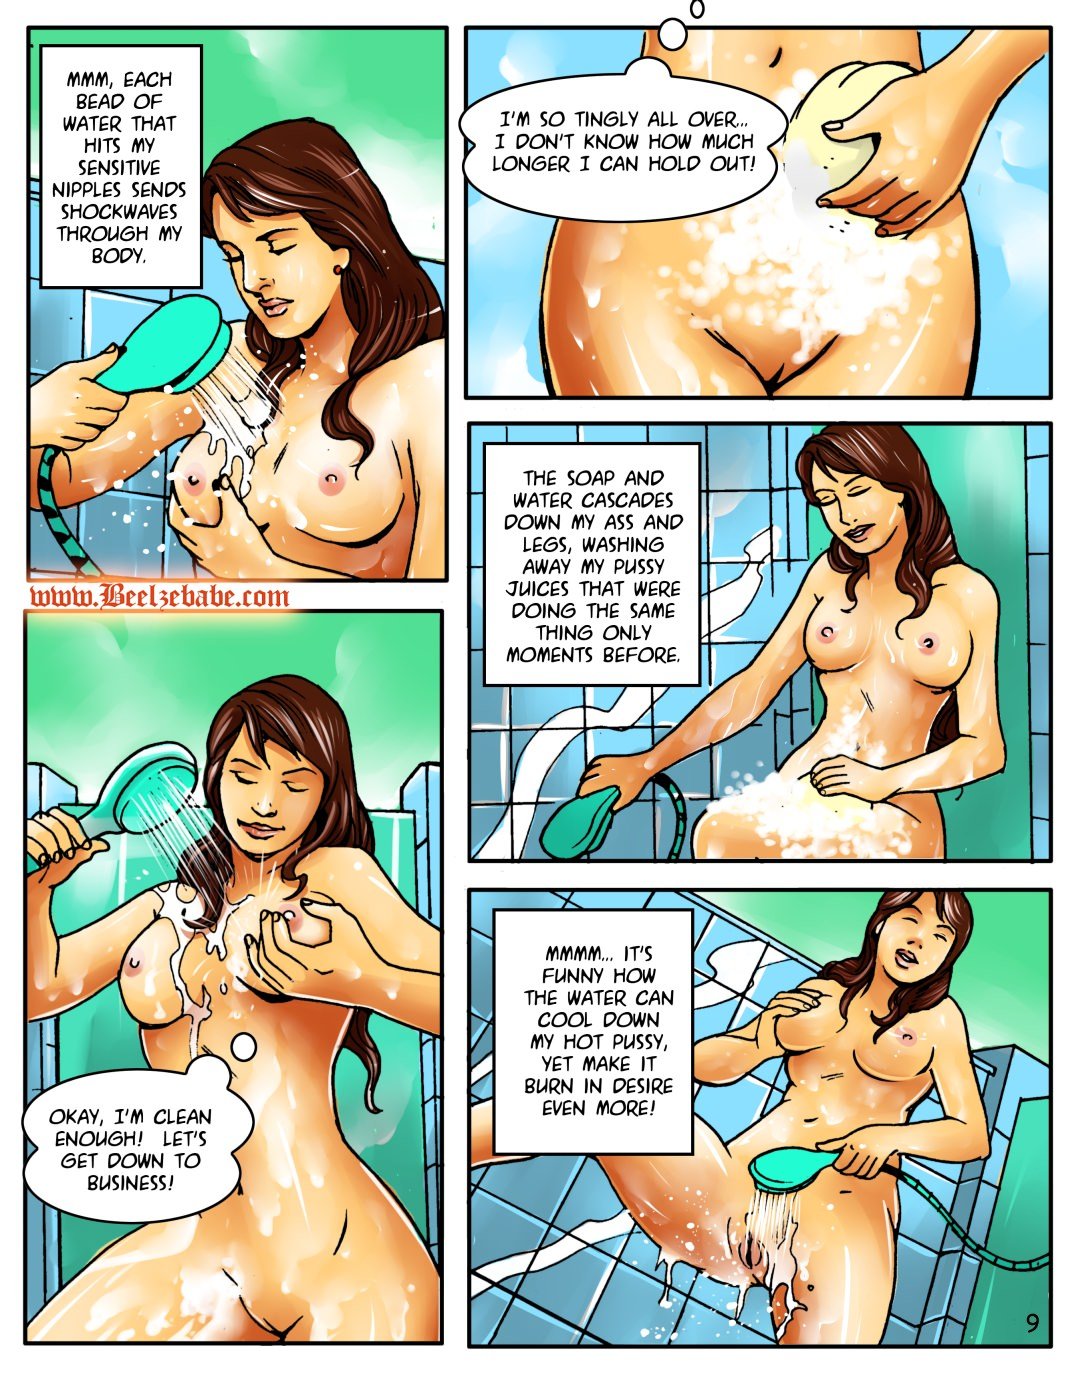 MMM, EACH
BEAD OF
WATER THAT
HITS MY
SENSITIVE
NIPPLES SENDS
SHOCKWAVES
THROUGH MY
BODY.
I'M SO TINGLY ALL OVER...
I DON'T KNOW HOW MUCH
LONGER I CAN HOLD OUT!
THE SOAP AND
WATER CASCADES
DOWN MY ASS AND
LEGS, WASHING
AWAY MY PUSSY
JUICES THAT WERE
DOING THE SAME
THING ONLY
MOMENTS BEFORE.
www.Beelzebabe.com
OKAY, I'M CLEAN
ENOUGH! LET'S
GET DOWN TO
BUSINESS!
MMMM... IT'S
FUNNY HOW
THE WATER CAN
COOL DOWN
MY HOT PUSSY,
YET MAKE IT
BURN IN DESIRE
EVEN MORE!
9